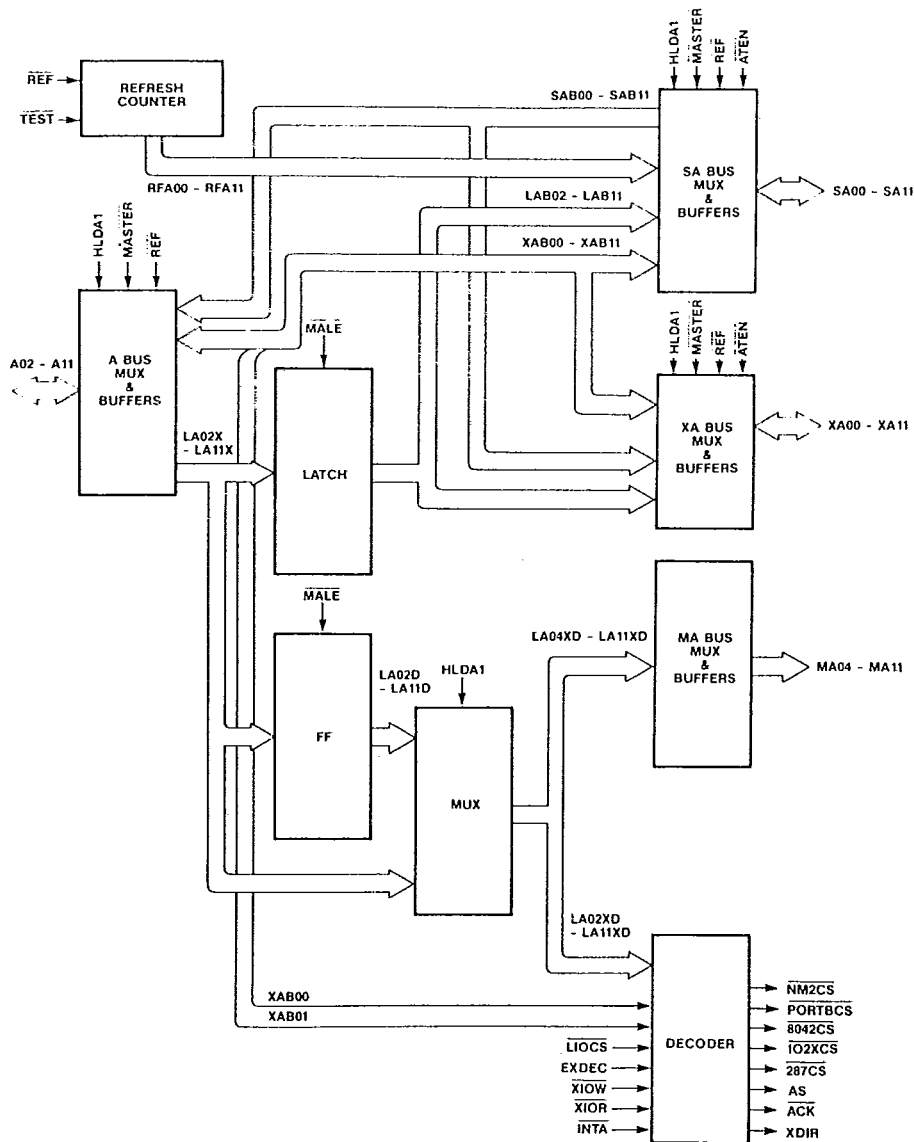 HLDA1
MASTER
REF
ATEN
REF
TEST
REFRESH
COUNTER
SAB00 - SAB11
RFA00 - RFA11
SA BUS
MUX
&
BUFFERS
SA00 - SA11
LAB02 - LAB11
XAB00 - XAB11
HLDA1
MASTER
REF
A02 - A11
A BUS
MUX
&
BUFFERS
MALE
HLDA1
MASTER
REF
ATEN
XA BUS
MUX
&
BUFFERS
XA00 - XA11
LA02X
- LA11X
LATCH
MALE
FF
LA02D
- LA11D
HLDA1
MUX
LA04XD - LA11XD
MA BUS
MUX
&
BUFFERS
MA04 - MA11
LA02XD
- LA11XD
XAB00
XAB01
LIOCS
EXDEC
XIOW
XIOR
INTA
DECODER
NM2CS
PORTBCS
8042CS
IO2XCS
287CS
AS
ACK
XDIR